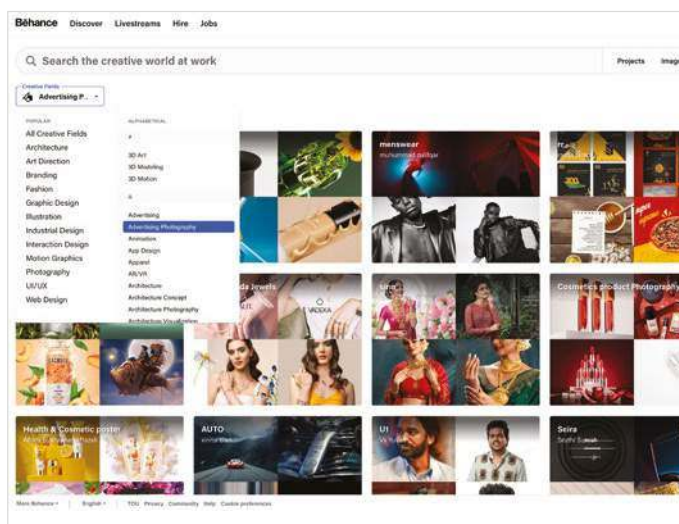 Bēhance Discover Livestreams Hire Jobs
Search the creative world at work
Projects
Creative Fields
Advertising P..
POPULAR
All Creative Fields
Architecture
Art Direction
Branding
Fashion
Graphic Design
Illustration
Industrial Design
Interaction Design
Motion Graphics
Photography
UI/UX
Web Design
ALPHABETICAL
#
3D Art
3D Modeling
3D Motion
A
Advertising
Advertising Photography
Animation
App Design
Apparel
AR/VR
Architecture
Architecture Concept
Architecture Photography
Architecture Visualization
menswear
Jewels
Cosmetics product Photography
Health & Cosmetic poster
AUTO
UI
Seira
More Behance
English
TOU Privacy Community Help Cookie preferences